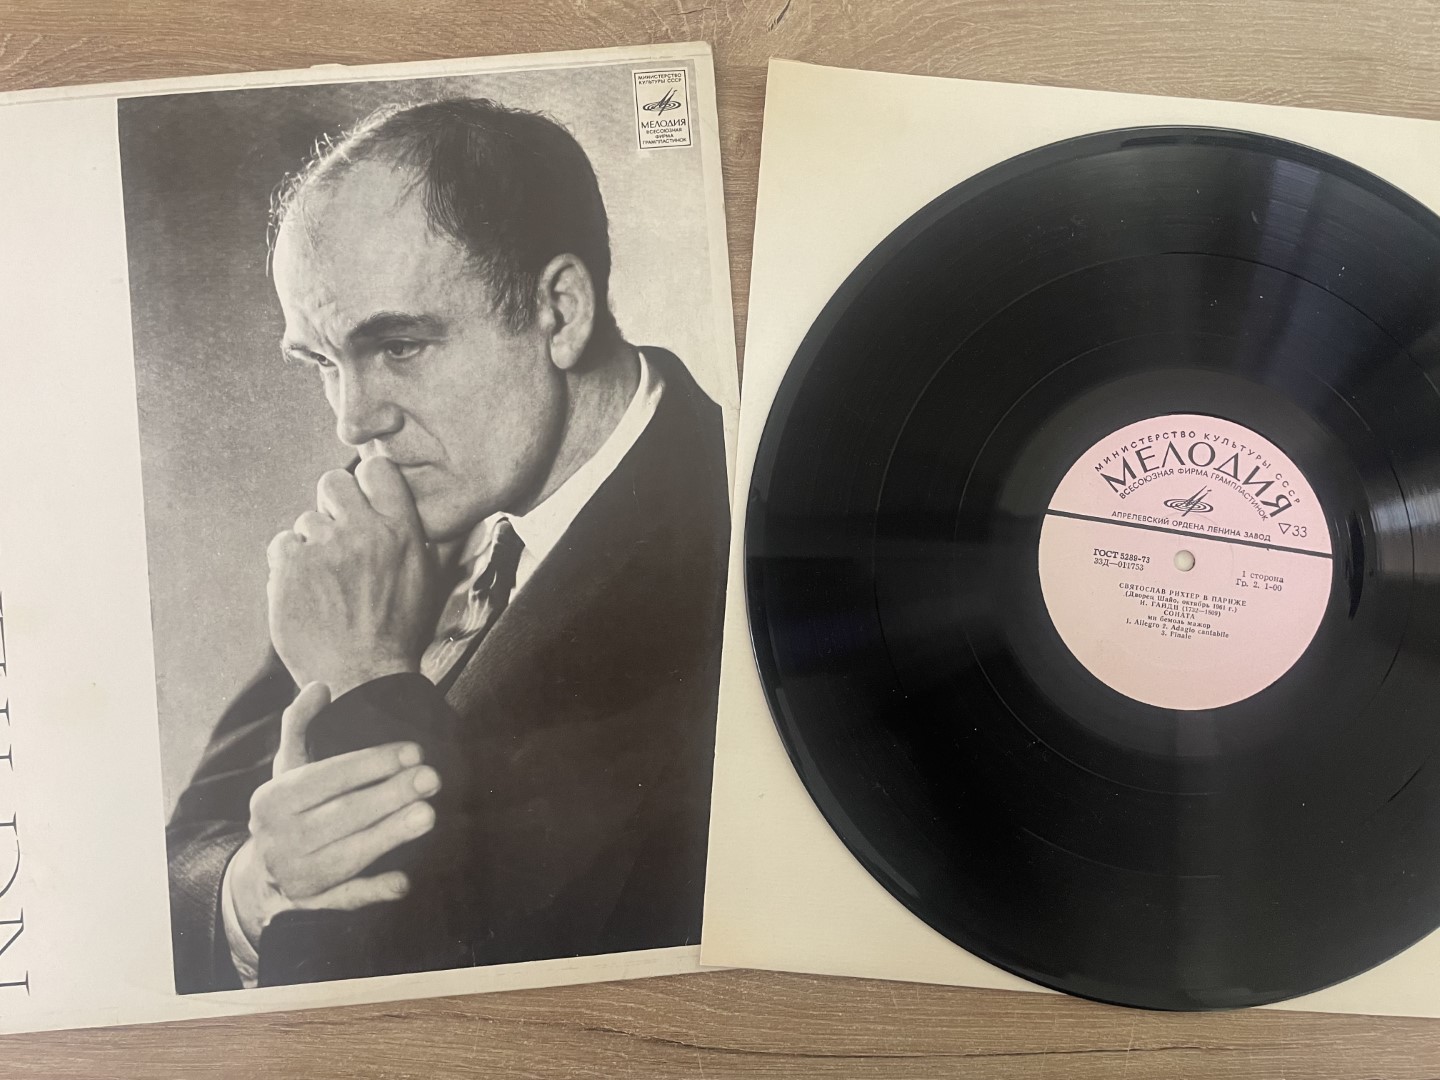 МИНИСТЕРСТВО
КУЛЬТУРЫ СССР
МЕЛОДИЯ
ВСЕСОЮЗНАЯ
ФИРМА
ГРАМПЛАСТИНОК
МИНИСТЕРСТВО КУЛЬТУРЫ СССР
МЕЛОДИЯ
ВСЕСОЮЗНАЯ ФИРМА ГРАМПЛАСТИНОК
АПРЕЛЕВСКИЙ ОРДЕНА ЛЕНИНА ЗАВОД
33
ГОСТ 5289-73
33Д—011753
1 сторона
Гр. 2. 1-00
СВЯТОСЛАВ РИХТЕР В ПАРИЖЕ
(Дворец Шайо, октябрь 1961 г.)
Й. ГАЙДН (1732—1809)
СОНАТА
ми бемоль мажор
1. Allegro 2. Adagio cantabile
3. Finale